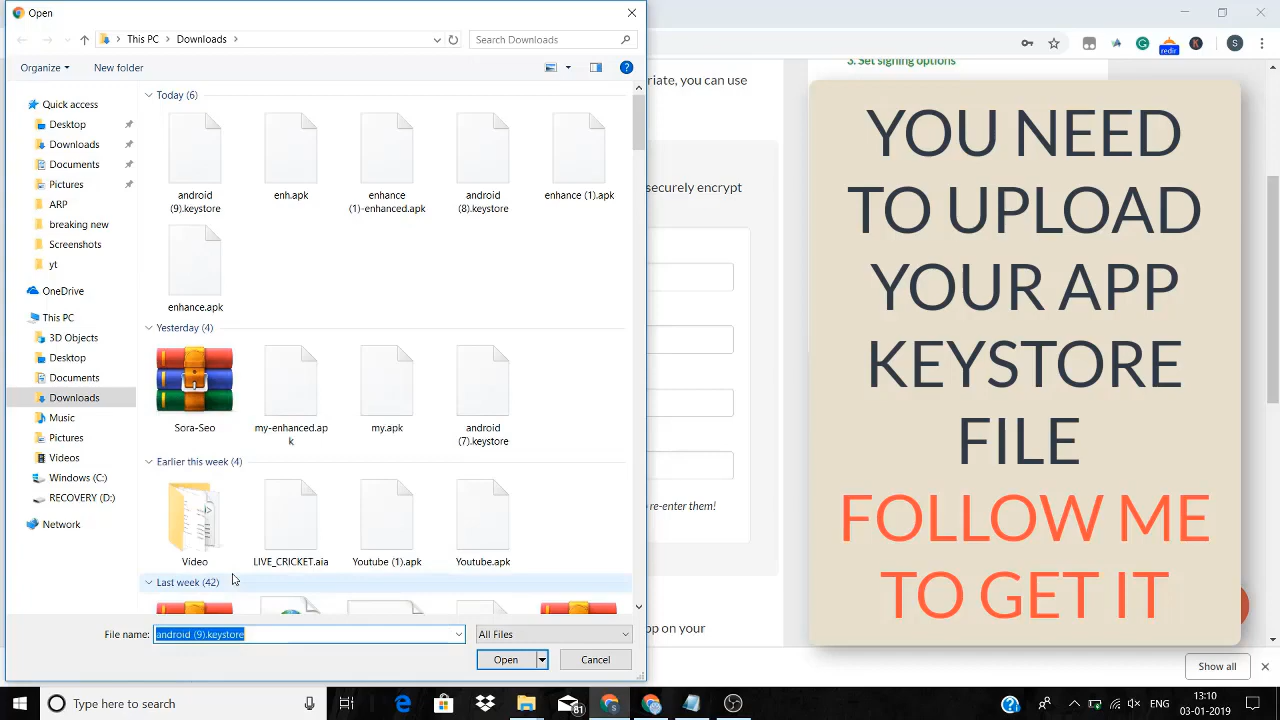 Open
This PC
Downloads
Search Downloads
Organize
New folder
Quick access
Desktop
Downloads
Documents
Pictures
ARP
breaking new
Screenshots
yt
OneDrive
This PC
3D Objects
Desktop
Documents
Downloads
Music
Pictures
Videos
Windows (C:)
RECOVERY (D:)
Network
Today (6)
android
(9).keystore
enh.apk
enhance
(1)-enhanced.apk
android
(8).keystore
enhance (1).apk
enhance.apk
Yesterday (4)
Sora-Seo
my-enhanced.ap
k
my.apk
android
(7).keystore
Earlier this week (4)
Video
LIVE_CRICKET.aia
Youtube (1).apk
Youtube.apk
Last week (42)
File name:
android (9).keystore
All Files
Open
Cancel
redir
S
3. Set signing options
riate, you can use
securely encrypt
re-enter them!
pp on your
YOU NEED
TO UPLOAD
YOUR APP
KEYSTORE
FILE
FOLLOW ME
TO GET IT
Show all
Type here to search
81
ENG
13:10
03-01-2019